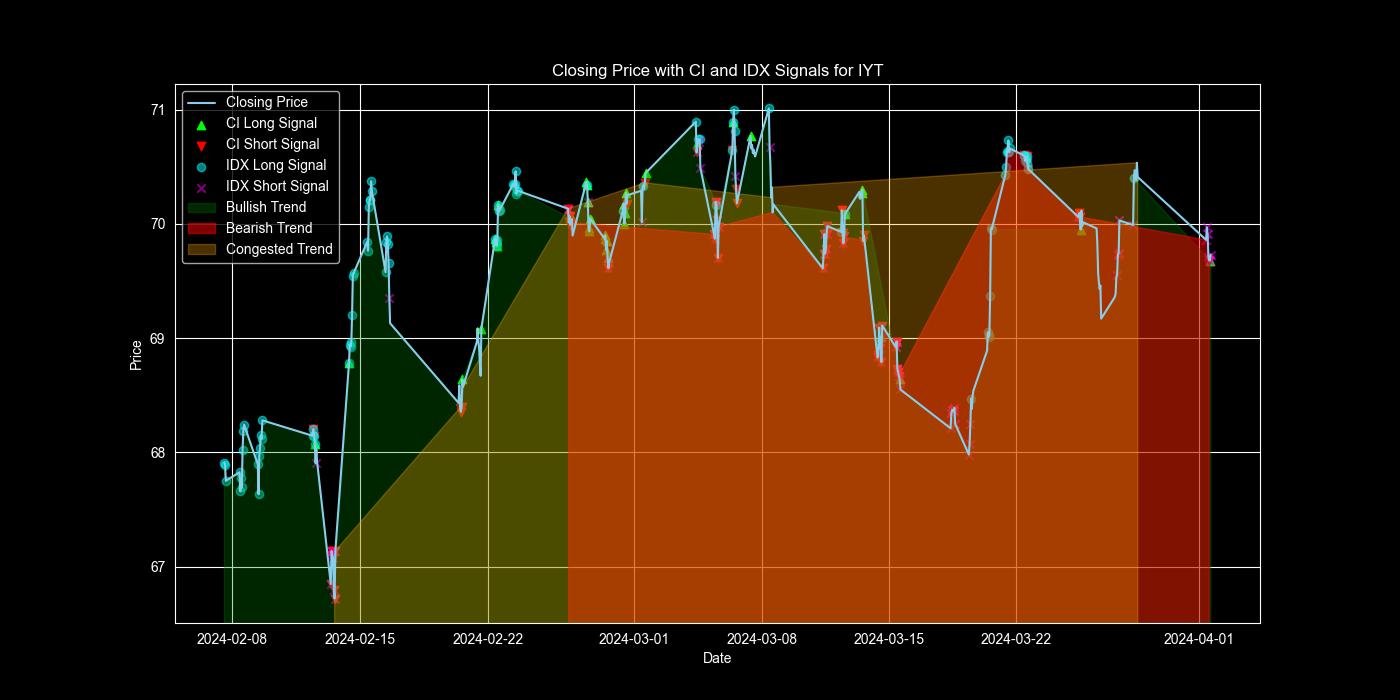 Closing Price with CI and IDX Signals for IYT
Closing Price
CI Long Signal
CI Short Signal
IDX Long Signal
IDX Short Signal
Bullish Trend
Bearish Trend
Congested Trend
71
70
69
68
67
Price
2024-02-08 2024-02-15 2024-02-22 2024-03-01 2024-03-08 2024-03-15 2024-03-22 2024-04-01
Date